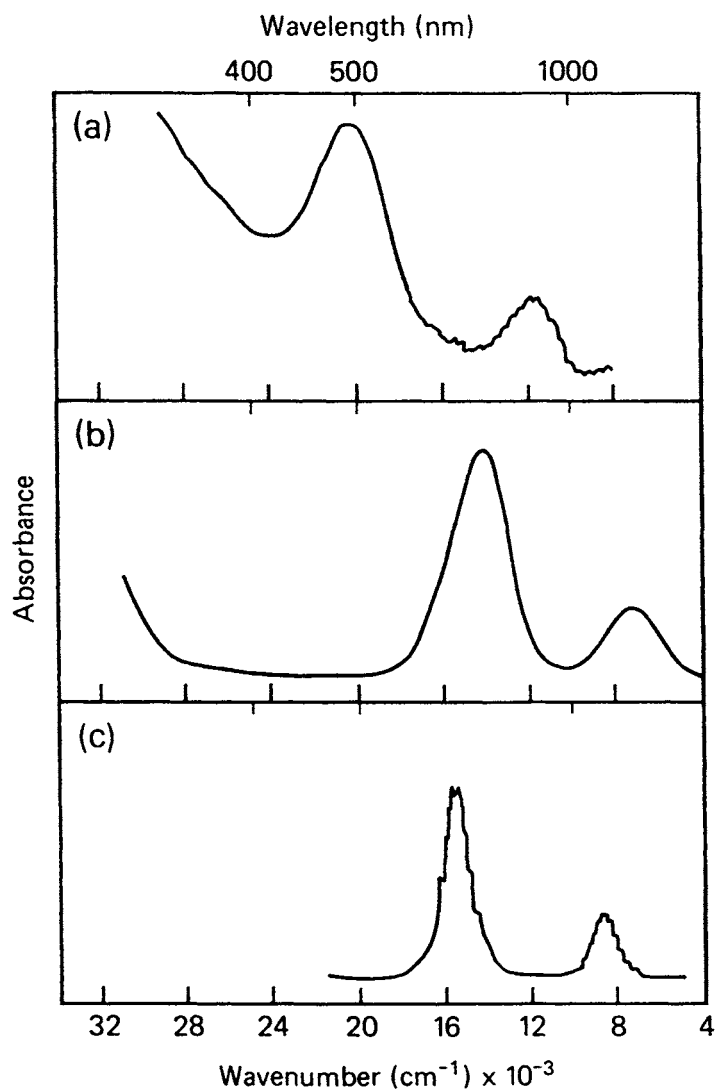 Wavelength (nm)
400 500 1000
(a)
(b)
(c)
Absorbance
32 28 24 20 16 12 8 4
Wavenumber (cm⁻¹) x 10⁻³